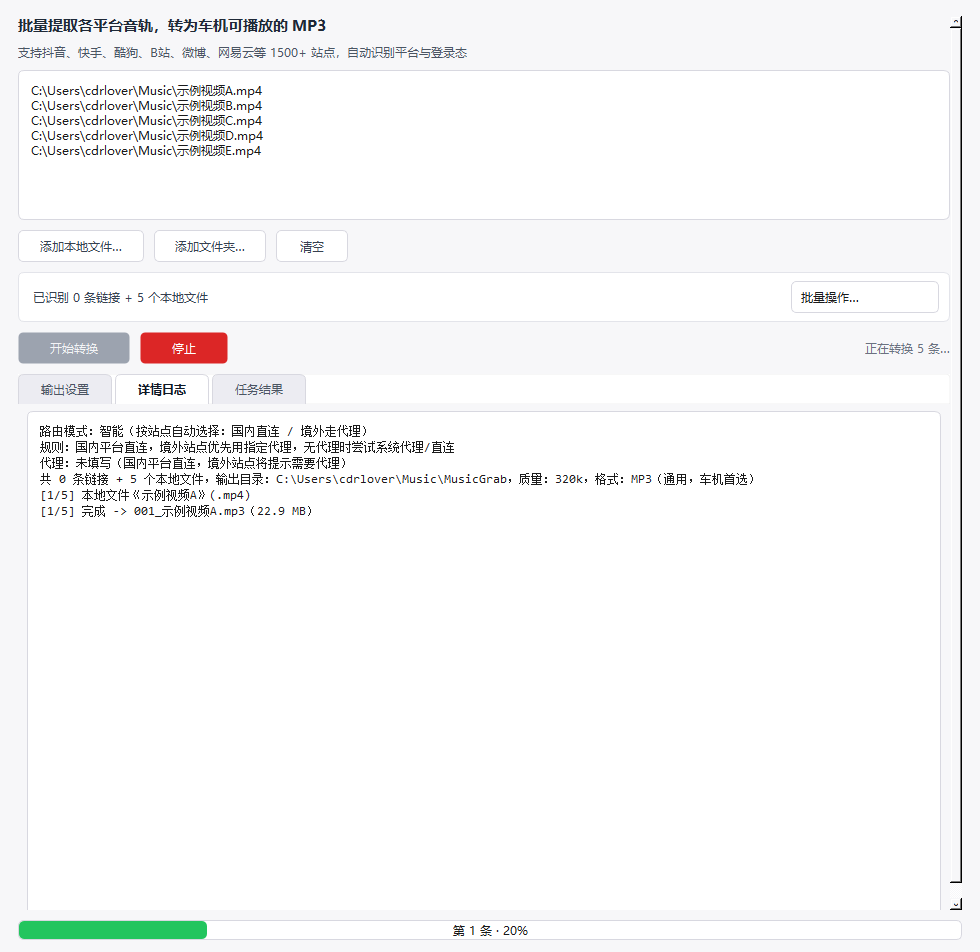 批量提取各平台音轨，转为车机可播放的 MP3
支持抖音、快手、酷狗、B站、微博、网易云等 1500+ 站点，自动识别平台与登录态
C:\Users\cdrlover\Music\示例视频A.mp4
C:\Users\cdrlover\Music\示例视频B.mp4
C:\Users\cdrlover\Music\示例视频C.mp4
C:\Users\cdrlover\Music\示例视频D.mp4
C:\Users\cdrlover\Music\示例视频E.mp4
添加本地文件... 添加文件夹... 清空
已识别 0 条链接 + 5 个本地文件 批量操作...
开始转换 停止 正在转换 5 条...
输出设置 详情日志 任务结果
路由模式：智能（按站点自动选择：国内直连 / 境外走代理）
规则：国内平台直连，境外站点优先用指定代理，无代理时尝试系统代理/直连
代理：未填写（国内平台直连，境外站点将提示需要代理）
共 0 条链接 + 5 个本地文件，输出目录：C:\Users\cdrlover\Music\MusicGrab，质量：320k，格式：MP3（通用，车机首选）
[1/5] 本地文件《示例视频A》（.mp4）
[1/5] 完成 -> 001_示例视频A.mp3（22.9 MB）
第 1 条 · 20%